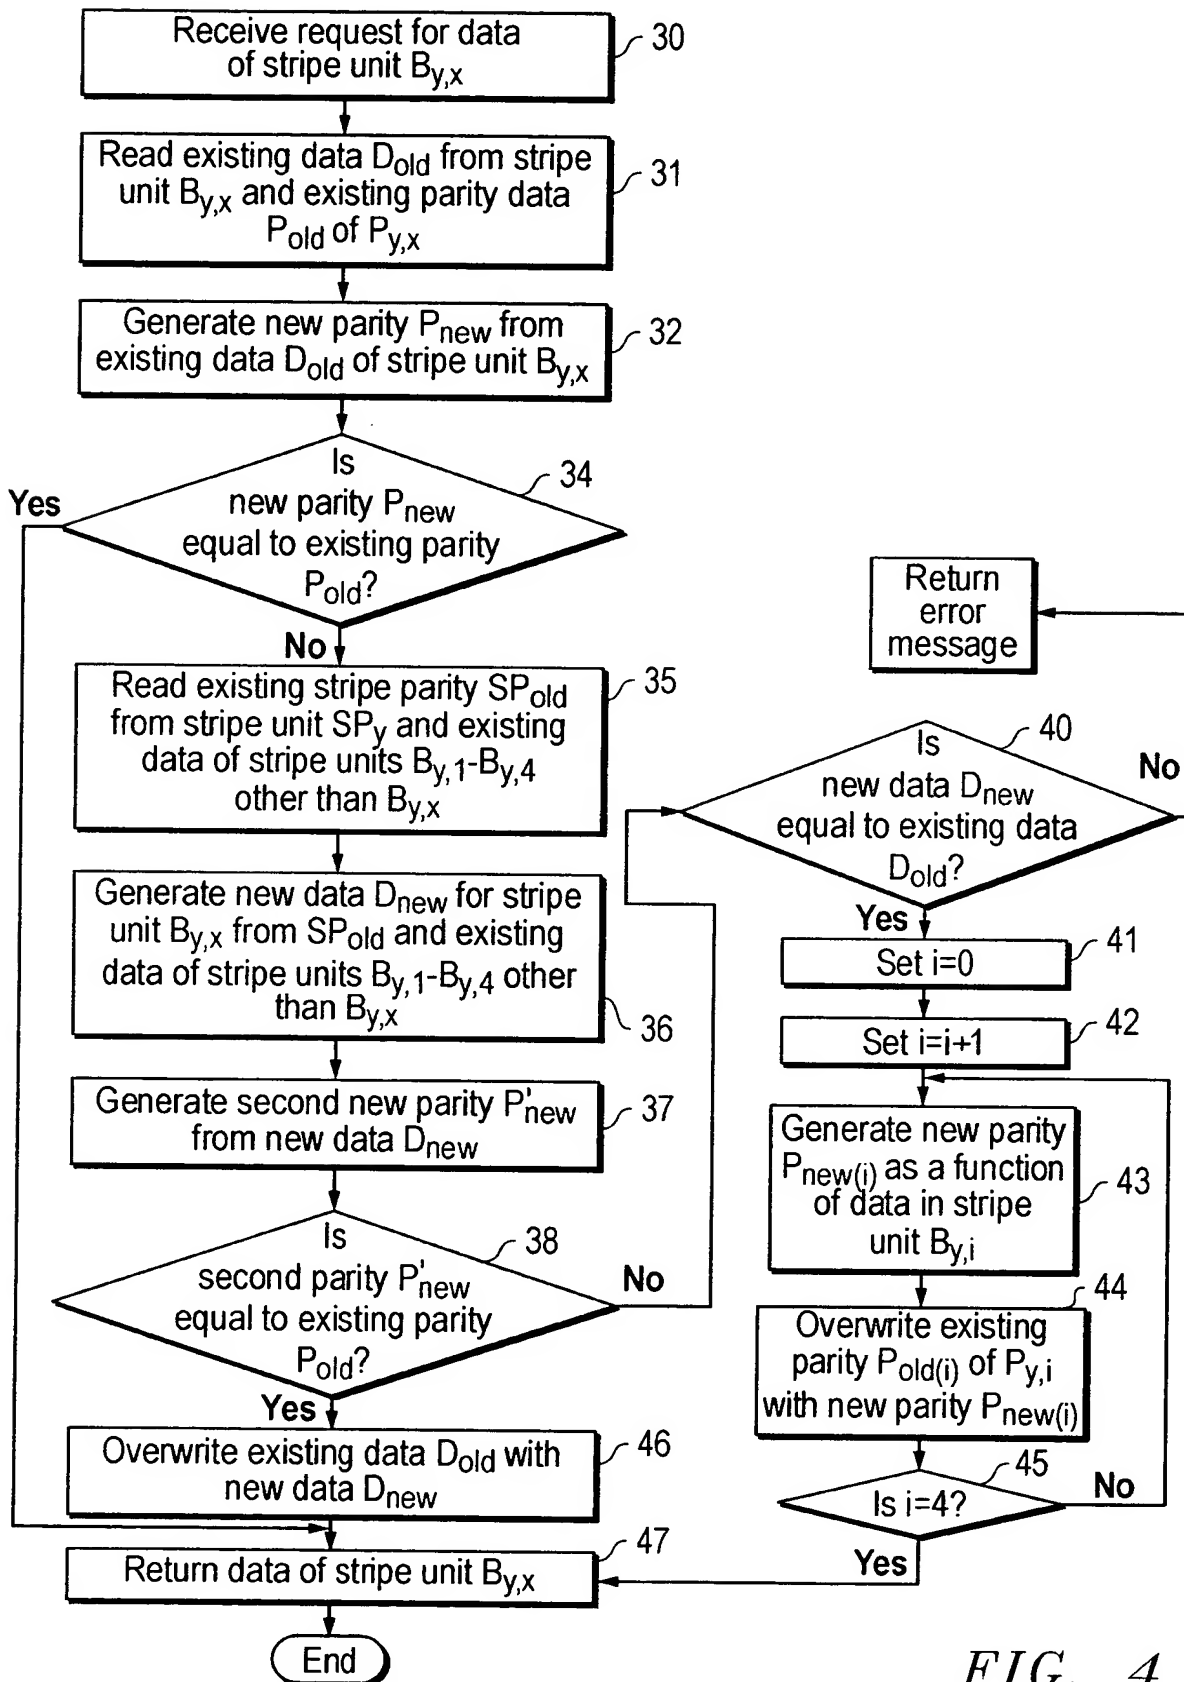 Receive request for data
of stripe unit By,x
30
Read existing data Dold from stripe
unit By,x and existing parity data
Pold of Py,x
31
Generate new parity Pnew from
existing data Dold of stripe unit By,x
32
Is
new parity Pnew
equal to existing parity
Pold?
34
Yes
No
Read existing stripe parity SPold
from stripe unit SPy and existing
data of stripe units By,1-By,4
other than By,x
35
Generate new data Dnew for stripe
unit By,x from SPold and existing
data of stripe units By,1-By,4 other
than By,x
36
Generate second new parity P'new
from new data Dnew
37
Is
second parity P'new
equal to existing parity
Pold?
38
No
Yes
Overwrite existing data Dold with
new data Dnew
46
Return data of stripe unit By,x
47
End
Return
error
message
Is
new data Dnew
equal to existing data
Dold?
40
No
Yes
Set i=0
41
Set i=i+1
42
Generate new parity
Pnew(i) as a function
of data in stripe
unit By,i
43
Overwrite existing
parity Pold(i) of Py,i
with new parity Pnew(i)
44
Is i=4?
45
No
Yes
FIG. 4